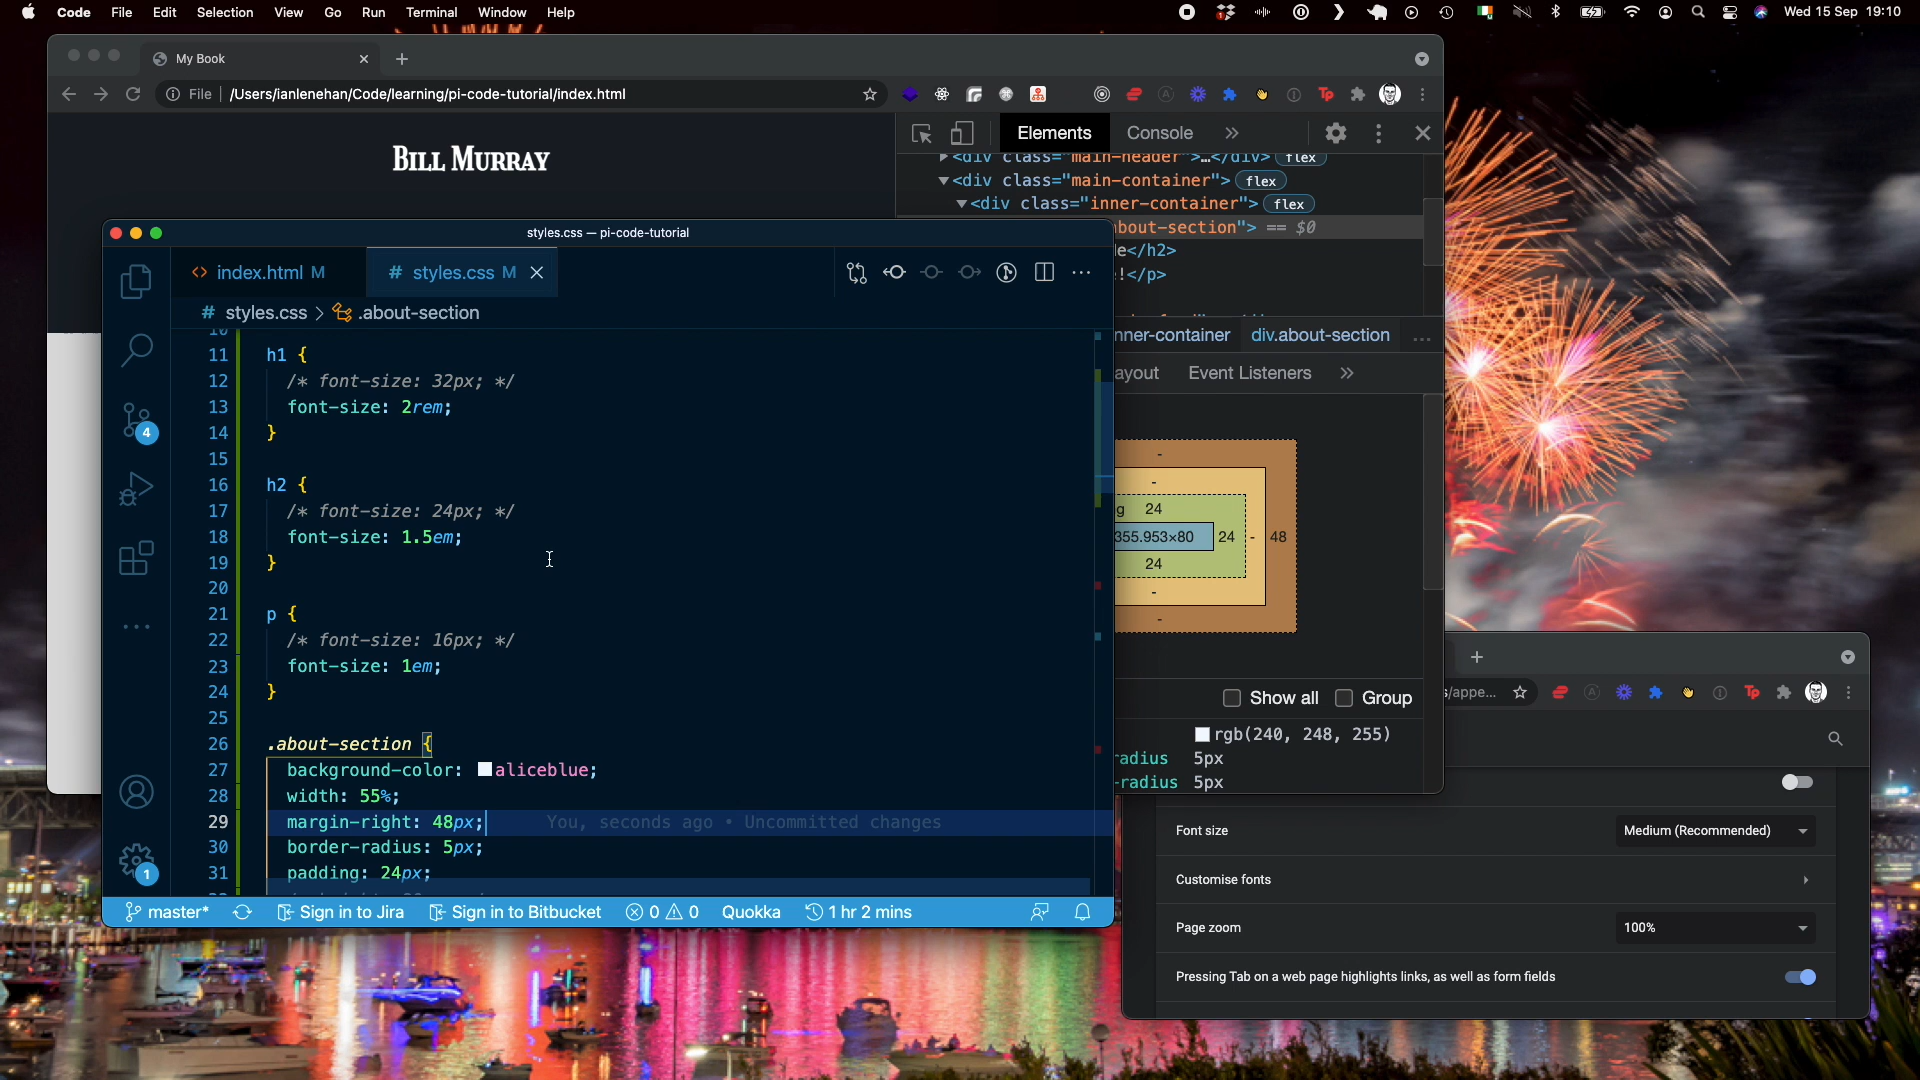 Code File Edit Selection View Go Run Terminal Window Help
Wed 15 Sep 19:10
My Book
File /Users/ianlenehan/Code/learning/pi-code-tutorial/index.html
BILL MURRAY
Elements Console
<div class="main-header">…</div> flex
<div class="main-container"> flex
<div class="inner-container"> flex
bout-section"> == $0
</h2>
!</p>
nner-container div.about-section ...
ayout Event Listeners
-
-
g 24
355.953×80 24 - 48
24
-
-
Show all Group
rgb(240, 248, 255)
radius 5px
-radius 5px
styles.css — pi-code-tutorial
index.html M
# styles.css M
# styles.css > .about-section
10
11 h1 {
12 /* font-size: 32px; */
13 font-size: 2rem;
14 }
15
16 h2 {
17 /* font-size: 24px; */
18 font-size: 1.5em;
19 }
20
21 p {
22 /* font-size: 16px; */
23 font-size: 1em;
24 }
25
26 .about-section {
27 background-color: aliceblue;
28 width: 55%;
29 margin-right: 48px; You, seconds ago • Uncommitted changes
30 border-radius: 5px;
31 padding: 24px;
4
1
master* Sign in to Jira Sign in to Bitbucket 0 0 Quokka 1 hr 2 mins
s/appe...
Font size Medium (Recommended)
Customise fonts
Page zoom 100%
Pressing Tab on a web page highlights links, as well as form fields